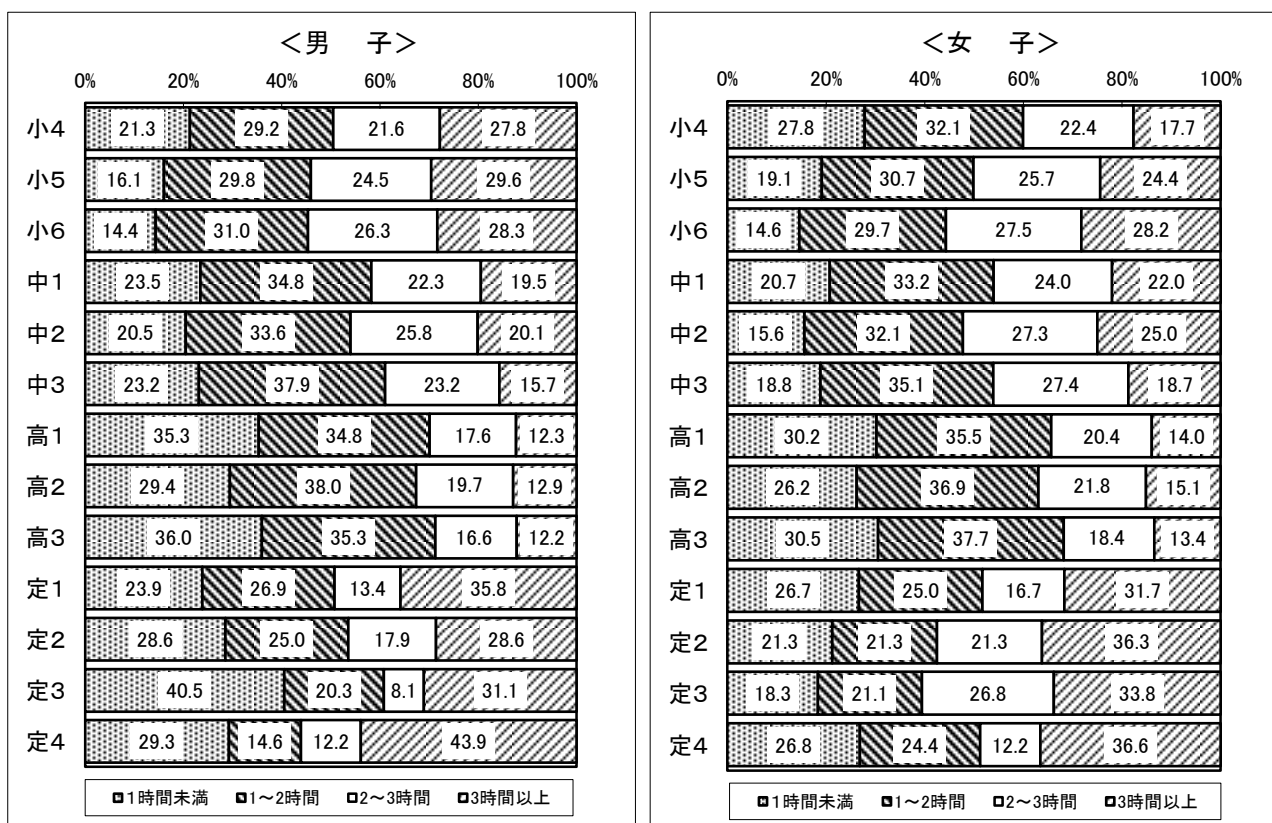 ＜男　子＞
0% 20% 40% 60% 80% 100%
小4 21.3 29.2 21.6 27.8
小5 16.1 29.8 24.5 29.6
小6 14.4 31.0 26.3 28.3
中1 23.5 34.8 22.3 19.5
中2 20.5 33.6 25.8 20.1
中3 23.2 37.9 23.2 15.7
高1 35.3 34.8 17.6 12.3
高2 29.4 38.0 19.7 12.9
高3 36.0 35.3 16.6 12.2
定1 23.9 26.9 13.4 35.8
定2 28.6 25.0 17.9 28.6
定3 40.5 20.3 8.1 31.1
定4 29.3 14.6 12.2 43.9
1時間未満 1～2時間 2～3時間 3時間以上
＜女　子＞
0% 20% 40% 60% 80% 100%
小4 27.8 32.1 22.4 17.7
小5 19.1 30.7 25.7 24.4
小6 14.6 29.7 27.5 28.2
中1 20.7 33.2 24.0 22.0
中2 15.6 32.1 27.3 25.0
中3 18.8 35.1 27.4 18.7
高1 30.2 35.5 20.4 14.0
高2 26.2 36.9 21.8 15.1
高3 30.5 37.7 18.4 13.4
定1 26.7 25.0 16.7 31.7
定2 21.3 21.3 21.3 36.3
定3 18.3 21.1 26.8 33.8
定4 26.8 24.4 12.2 36.6
1時間未満 1～2時間 2～3時間 3時間以上